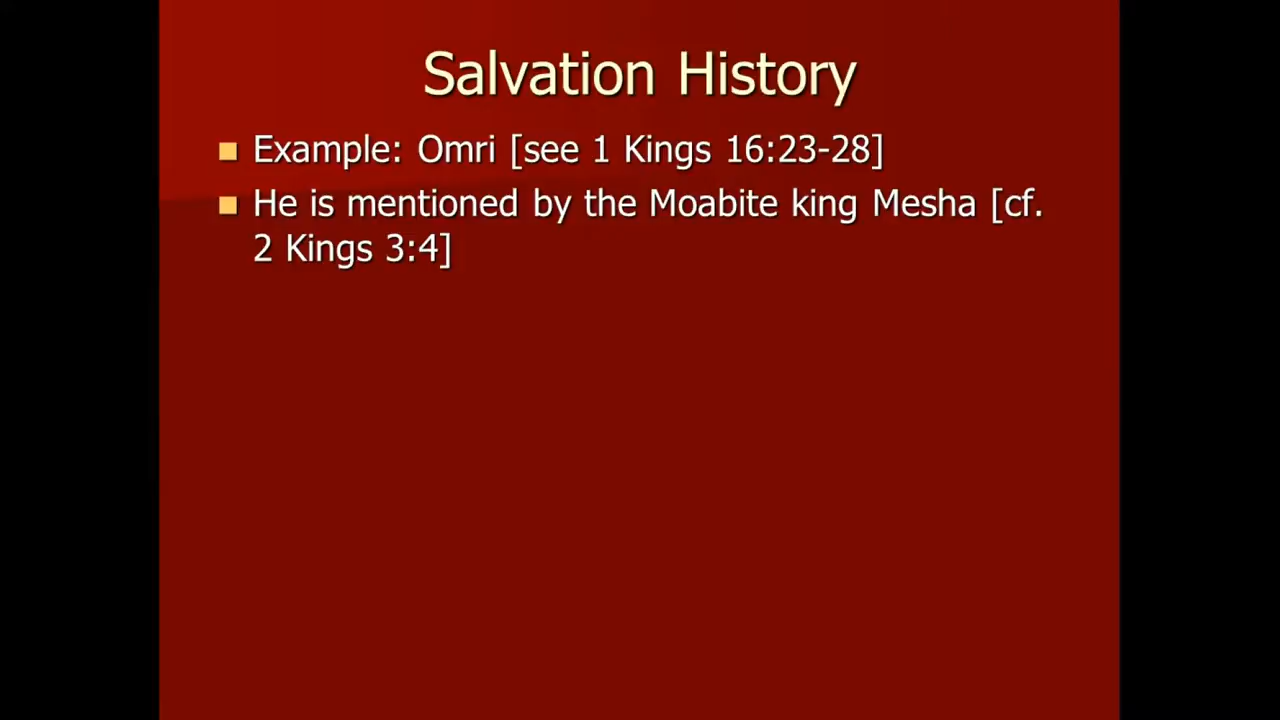 Salvation History
Example: Omri [see 1 Kings 16:23-28]
He is mentioned by the Moabite king Mesha [cf.
2 Kings 3:4]